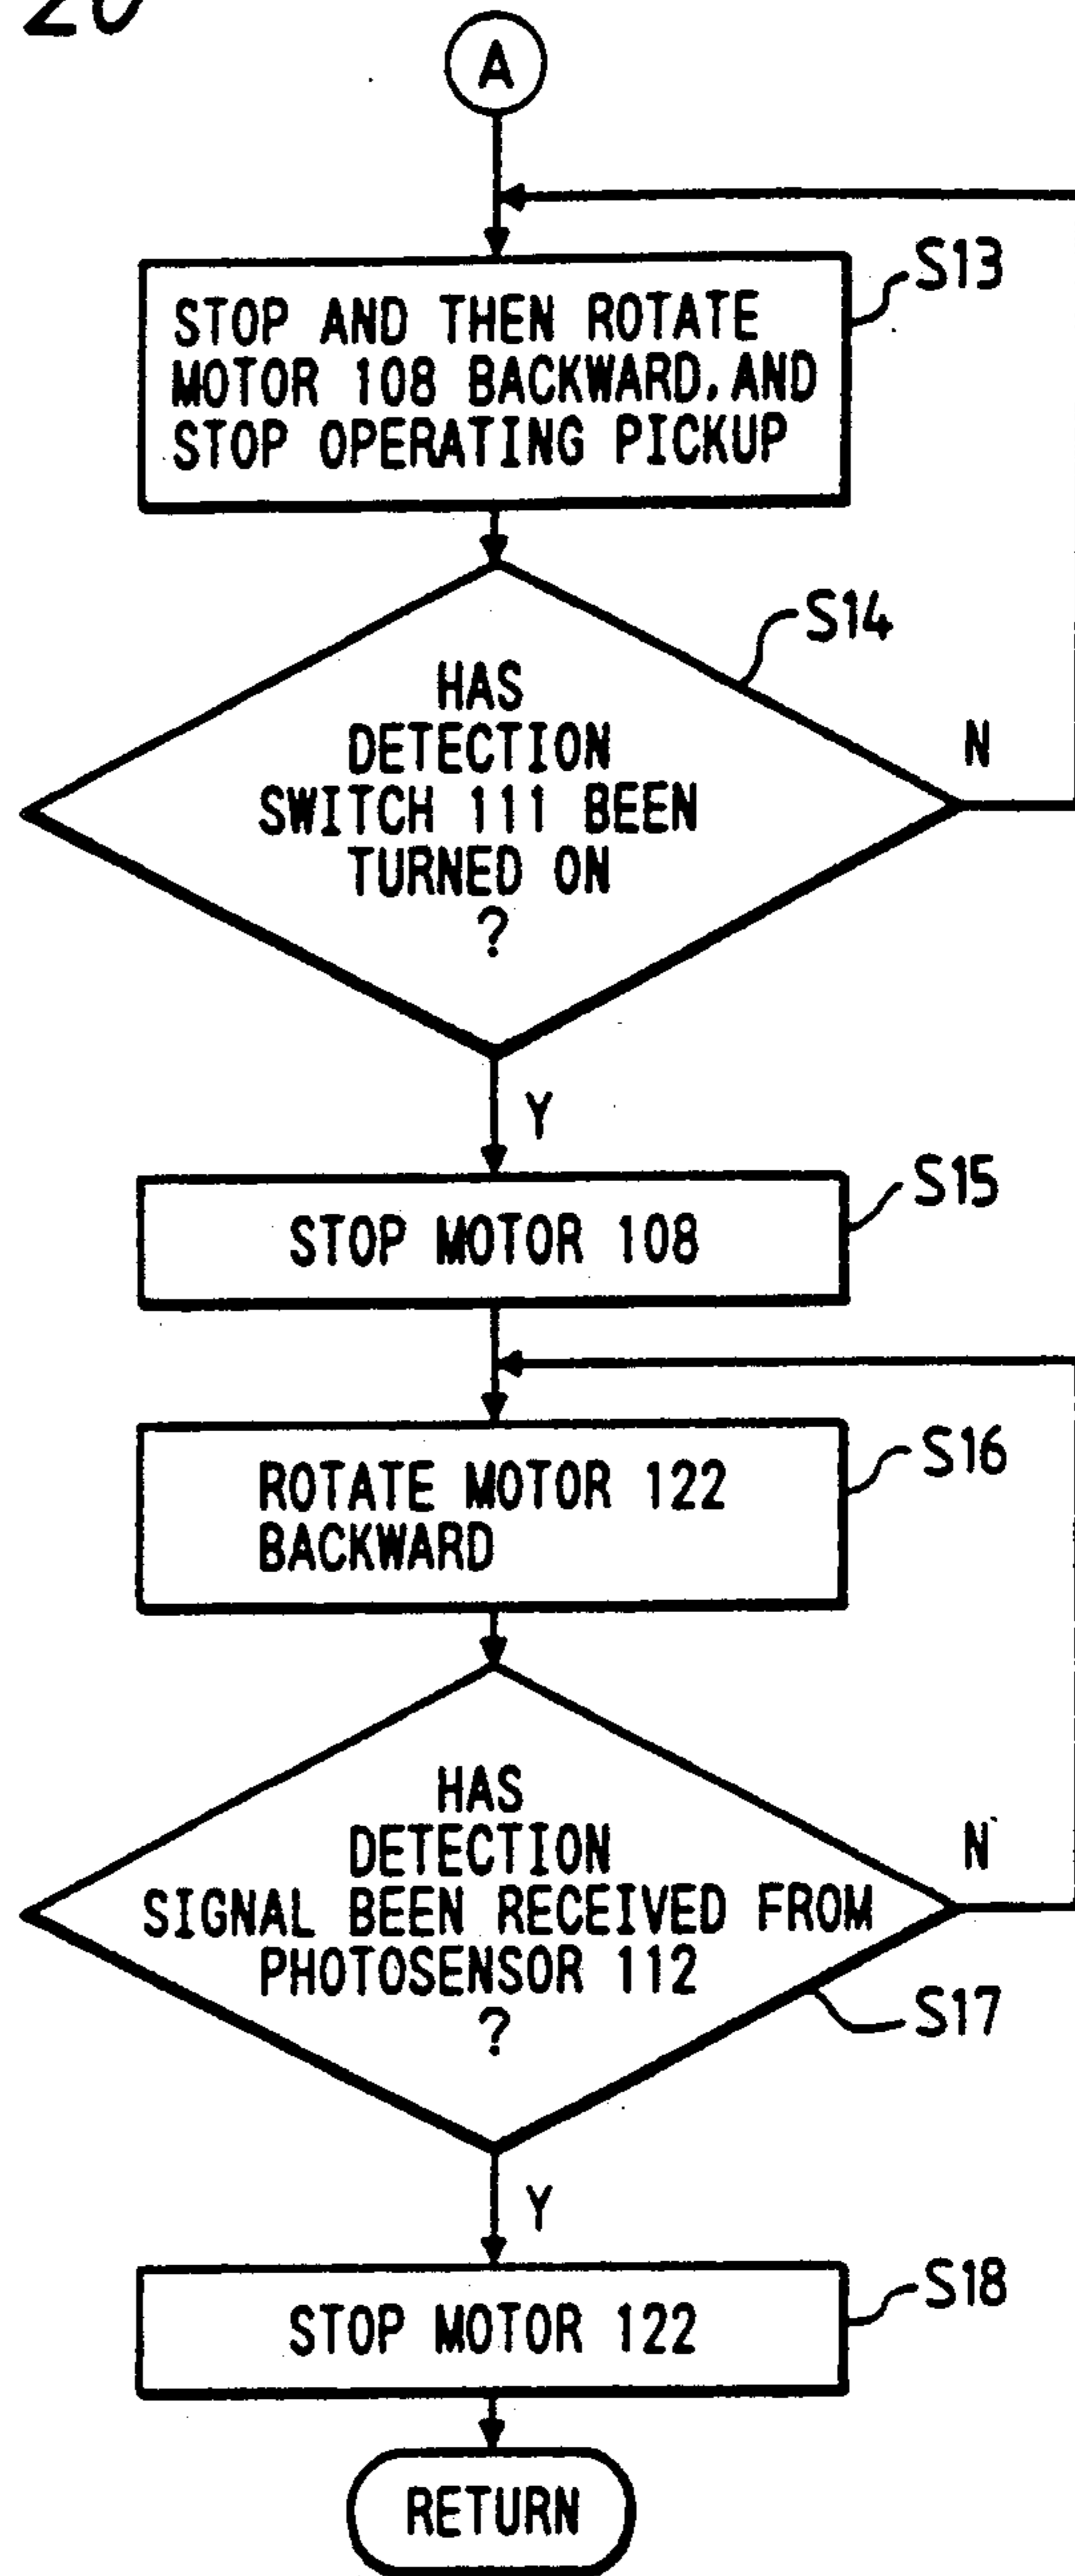 20
A
S13
STOP AND THEN ROTATE
MOTOR 108 BACKWARD, AND
STOP OPERATING PICKUP
S14
HAS
DETECTION
SWITCH 111 BEEN
TURNED ON
?
N
Y
S15
STOP MOTOR 108
S16
ROTATE MOTOR 122
BACKWARD
HAS
DETECTION
SIGNAL BEEN RECEIVED FROM
PHOTOSENSOR 112
?
N
S17
Y
S18
STOP MOTOR 122
RETURN